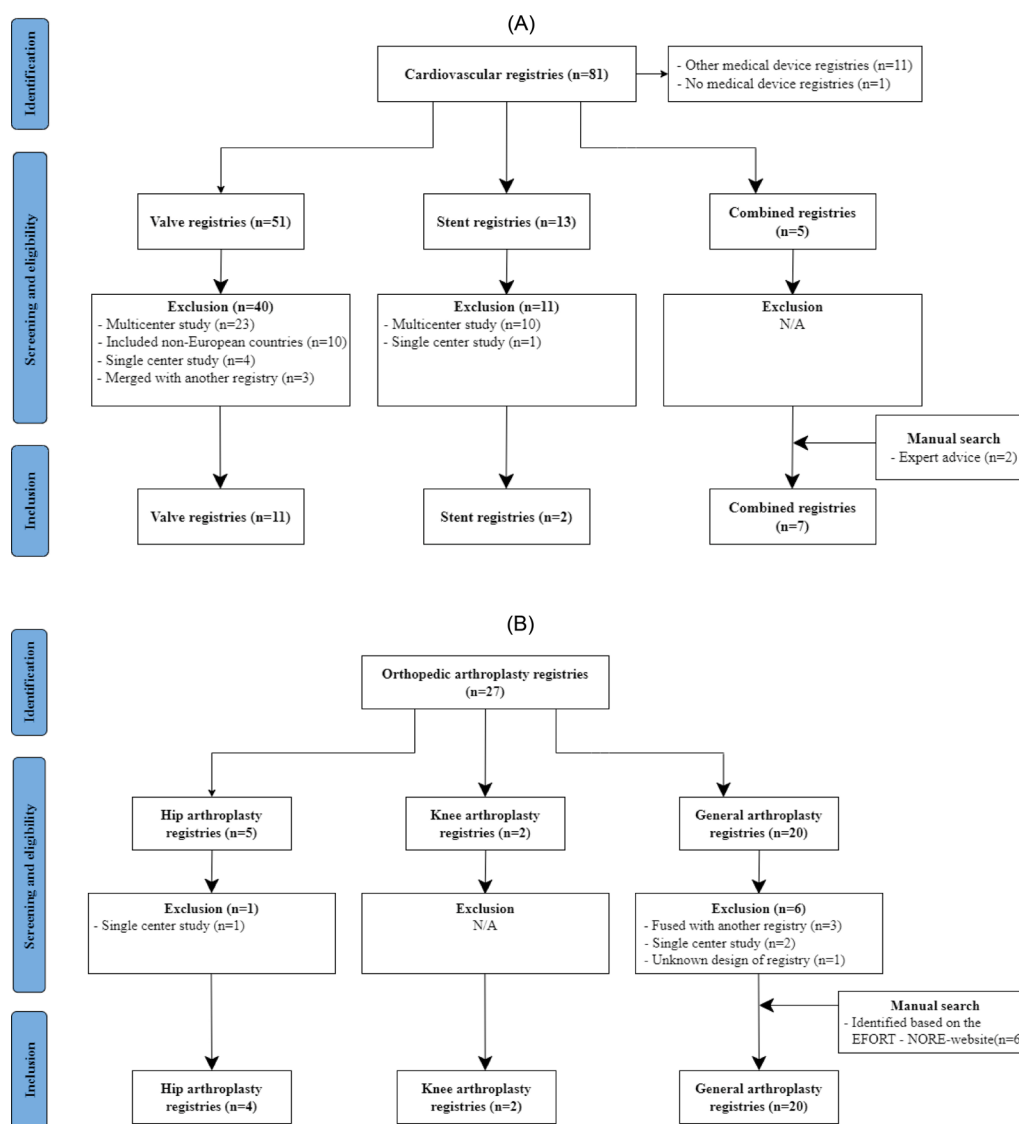 (A)
Identification
Cardiovascular registries (n=81)
- Other medical device registries (n=11)
- No medical device registries (n=1)
Screening and eligibility
Valve registries (n=51)
Stent registries (n=13)
Combined registries
(n=5)
Exclusion (n=40)
- Multicenter study (n=23)
- Included non-European countries (n=10)
- Single center study (n=4)
- Merged with another registry (n=3)
Exclusion (n=11)
- Multicenter study (n=10)
- Single center study (n=1)
Exclusion
N/A
Manual search
- Expert advice (n=2)
Inclusion
Valve registries (n=11)
Stent registries (n=2)
Combined registries
(n=7)
(B)
Identification
Orthopedic arthroplasty registries
(n=27)
Screening and eligibility
Hip arthroplasty
registries (n=5)
Knee arthroplasty
registries (n=2)
General arthroplasty
registries (n=20)
Exclusion (n=1)
- Single center study (n=1)
Exclusion
N/A
Exclusion (n=6)
- Fused with another registry (n=3)
- Single center study (n=2)
- Unknown design of registry (n=1)
Manual search
- Identified based on the
EFORT - NORE-website(n=6
Inclusion
Hip arthroplasty
registries (n=4)
Knee arthroplasty
registries (n=2)
General arthroplasty
registries (n=20)